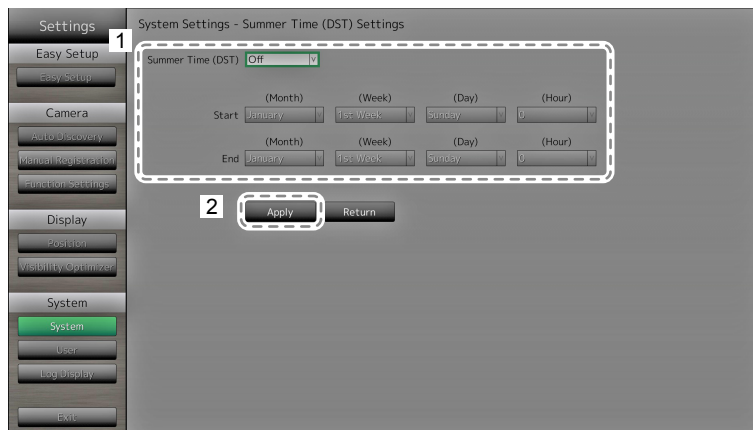 Settings
System Settings - Summer Time (DST) Settings
1
Easy Setup
Easy Setup
Summer Time (DST) Off
(Month) (Week) (Day) (Hour)
Start January 1st Week Sunday 0
(Month) (Week) (Day) (Hour)
End January 1st Week Sunday 0
Camera
Auto Discovery
Manual Registration
Function Settings
2
Apply Return
Display
Position
Visibility Optimizer
System
System
User
Log Display
Exit